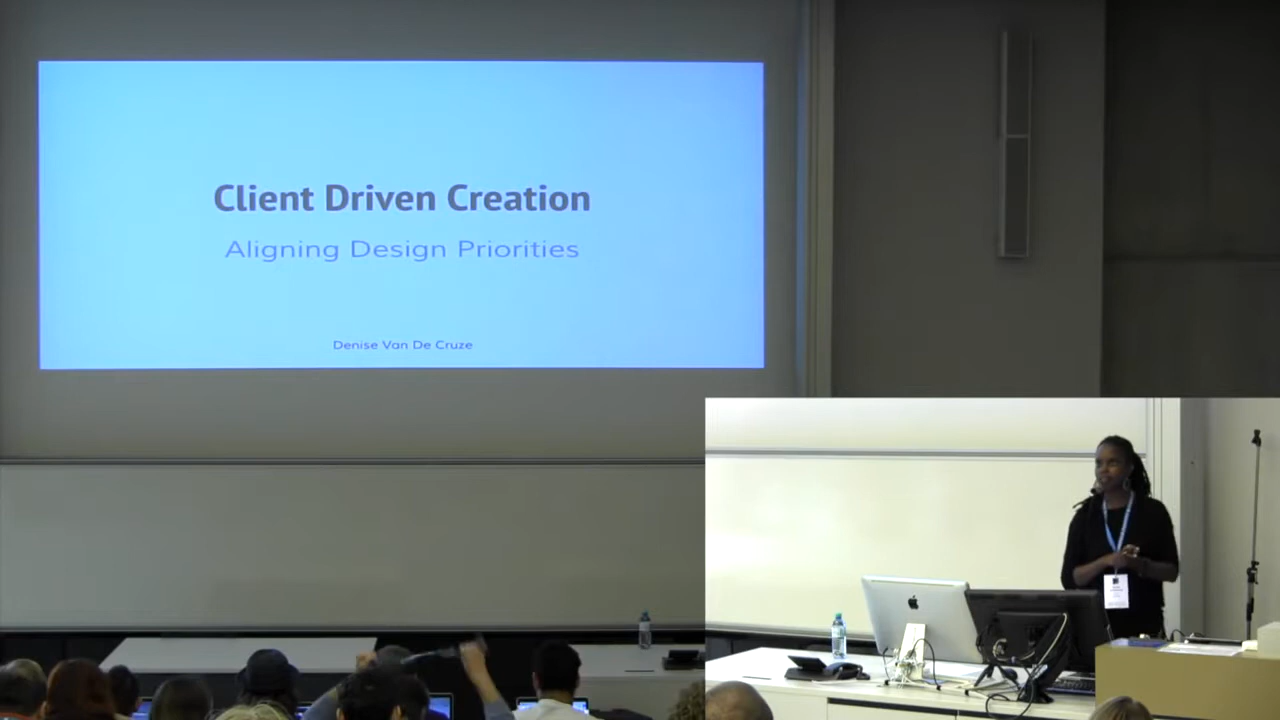 Client Driven Creation
Aligning Design Priorities
Denise Van De Cruze